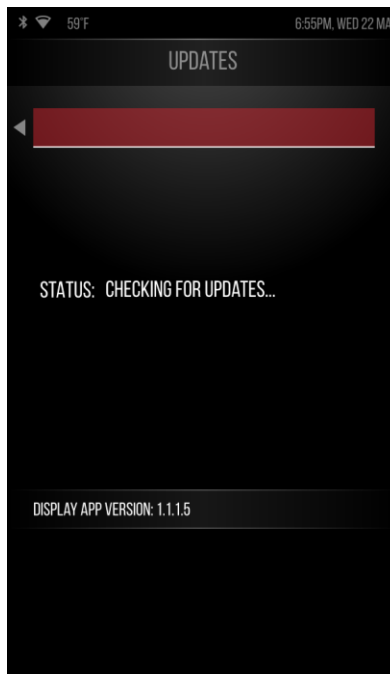 59°F 6:55PM, WED 22 MA
UPDATES
STATUS: CHECKING FOR UPDATES...
DISPLAY APP VERSION: 1.1.1.5